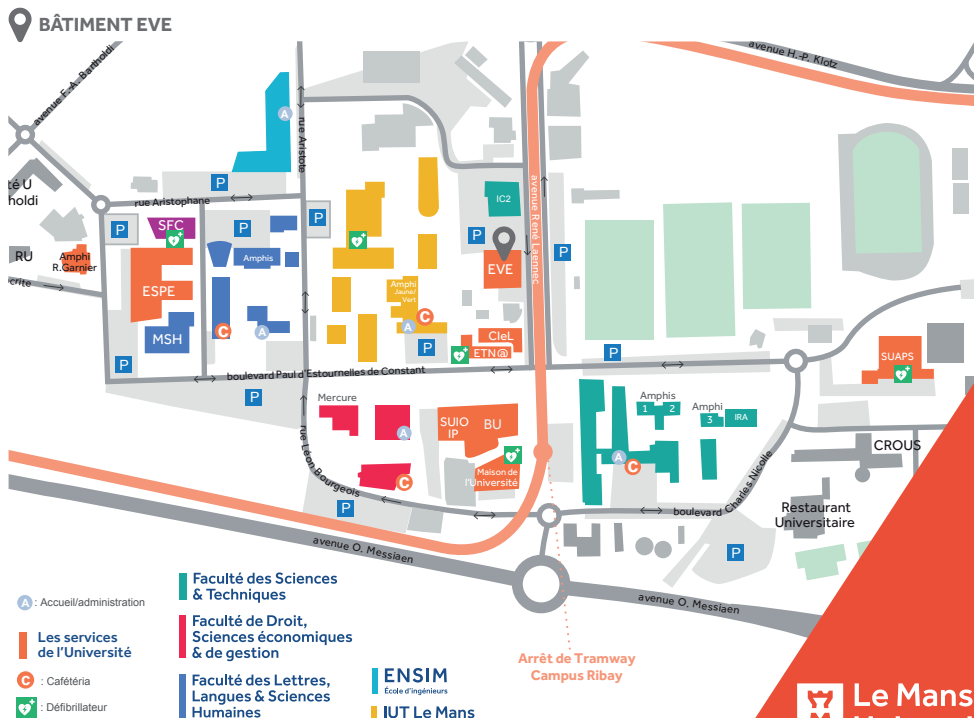 BÂTIMENT EVE
avenue F.-A. Bartholdi
avenue H.-P. Klotz
A
rue Aristote
té U
holdi
P
rue Aristophane
P
SFC
P
Amphis
P
IC2
P
EVE
P
avenue René Laennec
RU
Amphi
R.Garnier
crite
ESPE
MSH
C
A
Amphi
Jaune/
Vert
A
C
P
CIeL
ETN@
P
P
SUAPS
boulevard Paul d'Estournelles de Constant
P
Mercure
A
SUIO
IP
BU
Maison de
l'Université
C
rue Léon Bourgeois
P
Amphis
1
2
Amphi
3
IRA
A
C
CROUS
boulevard Charles Nicolle
Restaurant
Universitaire
P
avenue O. Messiaen
avenue O. Messiaen
Arrêt de Tramway
Campus Ribay
A : Accueil/administration
Les services
de l'Université
C : Cafétéria
: Défibrillateur
Faculté des Sciences
& Techniques
Faculté de Droit,
Sciences économiques
& de gestion
Faculté des Lettres,
Langues & Sciences
Humaines
ENSIM
École d'ingénieurs
IUT Le Mans
Le Mans